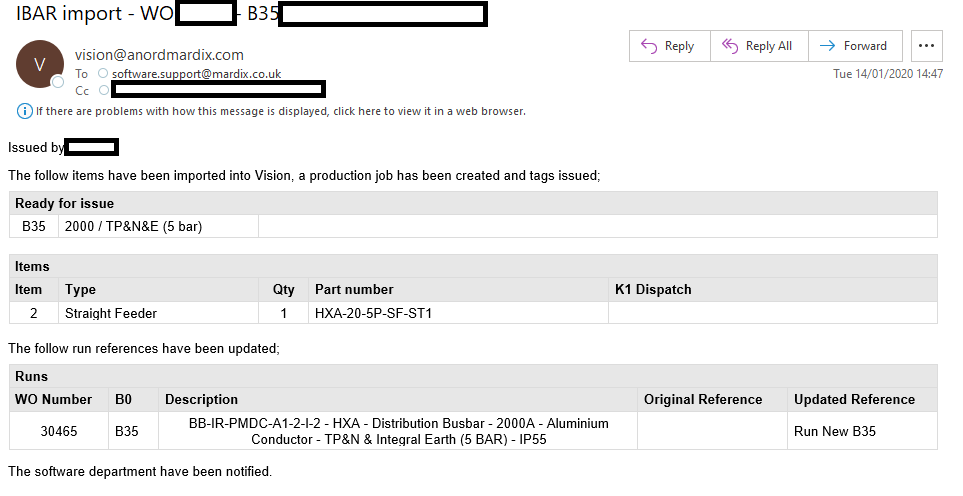 IBAR import - WO - B35
Reply
Reply All
Forward
...
V
vision@anordmardix.com
To software.support@mardix.co.uk
Tue 14/01/2020 14:47
Cc
If there are problems with how this message is displayed, click here to view it in a web browser.
Issued by
The follow items have been imported into Vision, a production job has been created and tags issued;
Ready for issue
B35 2000 / TP&N&E (5 bar)
Items
Item Type Qty Part number K1 Dispatch
2 Straight Feeder 1 HXA-20-5P-SF-ST1
The follow run references have been updated;
Runs
WO Number B0 Description Original Reference Updated Reference
30465 B35 BB-IR-PMDC-A1-2-I-2 - HXA - Distribution Busbar - 2000A - Aluminium
Conductor - TP&N & Integral Earth (5 BAR) - IP55 Run New B35
The software department have been notified.